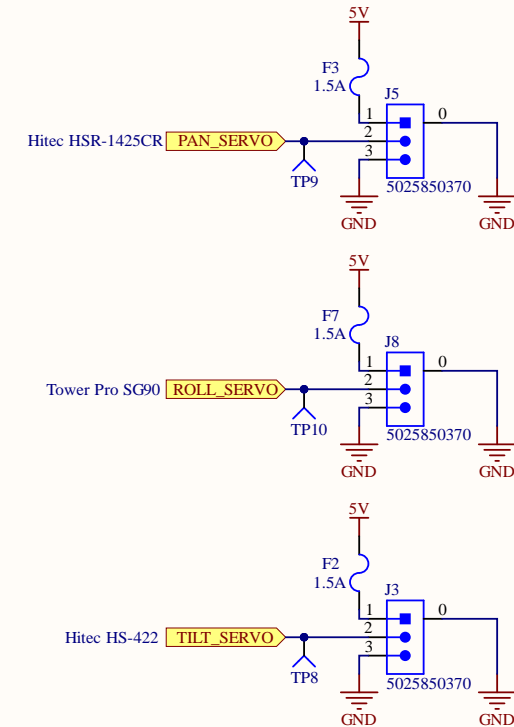 5V
F3
1.5A
J5
1
0
2
Hitec HSR-1425CR PAN_SERVO
3
TP9
5025850370
GND GND
5V
F7
1.5A
J8
1
0
2
Tower Pro SG90 ROLL_SERVO
3
TP10
5025850370
GND GND
5V
F2
1.5A
J3
1
0
2
Hitec HS-422 TILT_SERVO
3
TP8
5025850370
GND GND